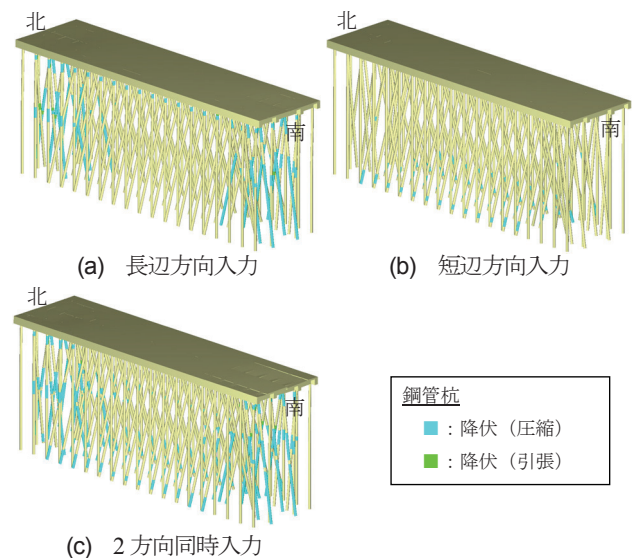 北
南
(a) 長辺方向入力
北
南
(b) 短辺方向入力
北
南
(c) 2方向同時入力
鋼管杭
■：降伏（圧縮）
■：降伏（引張）